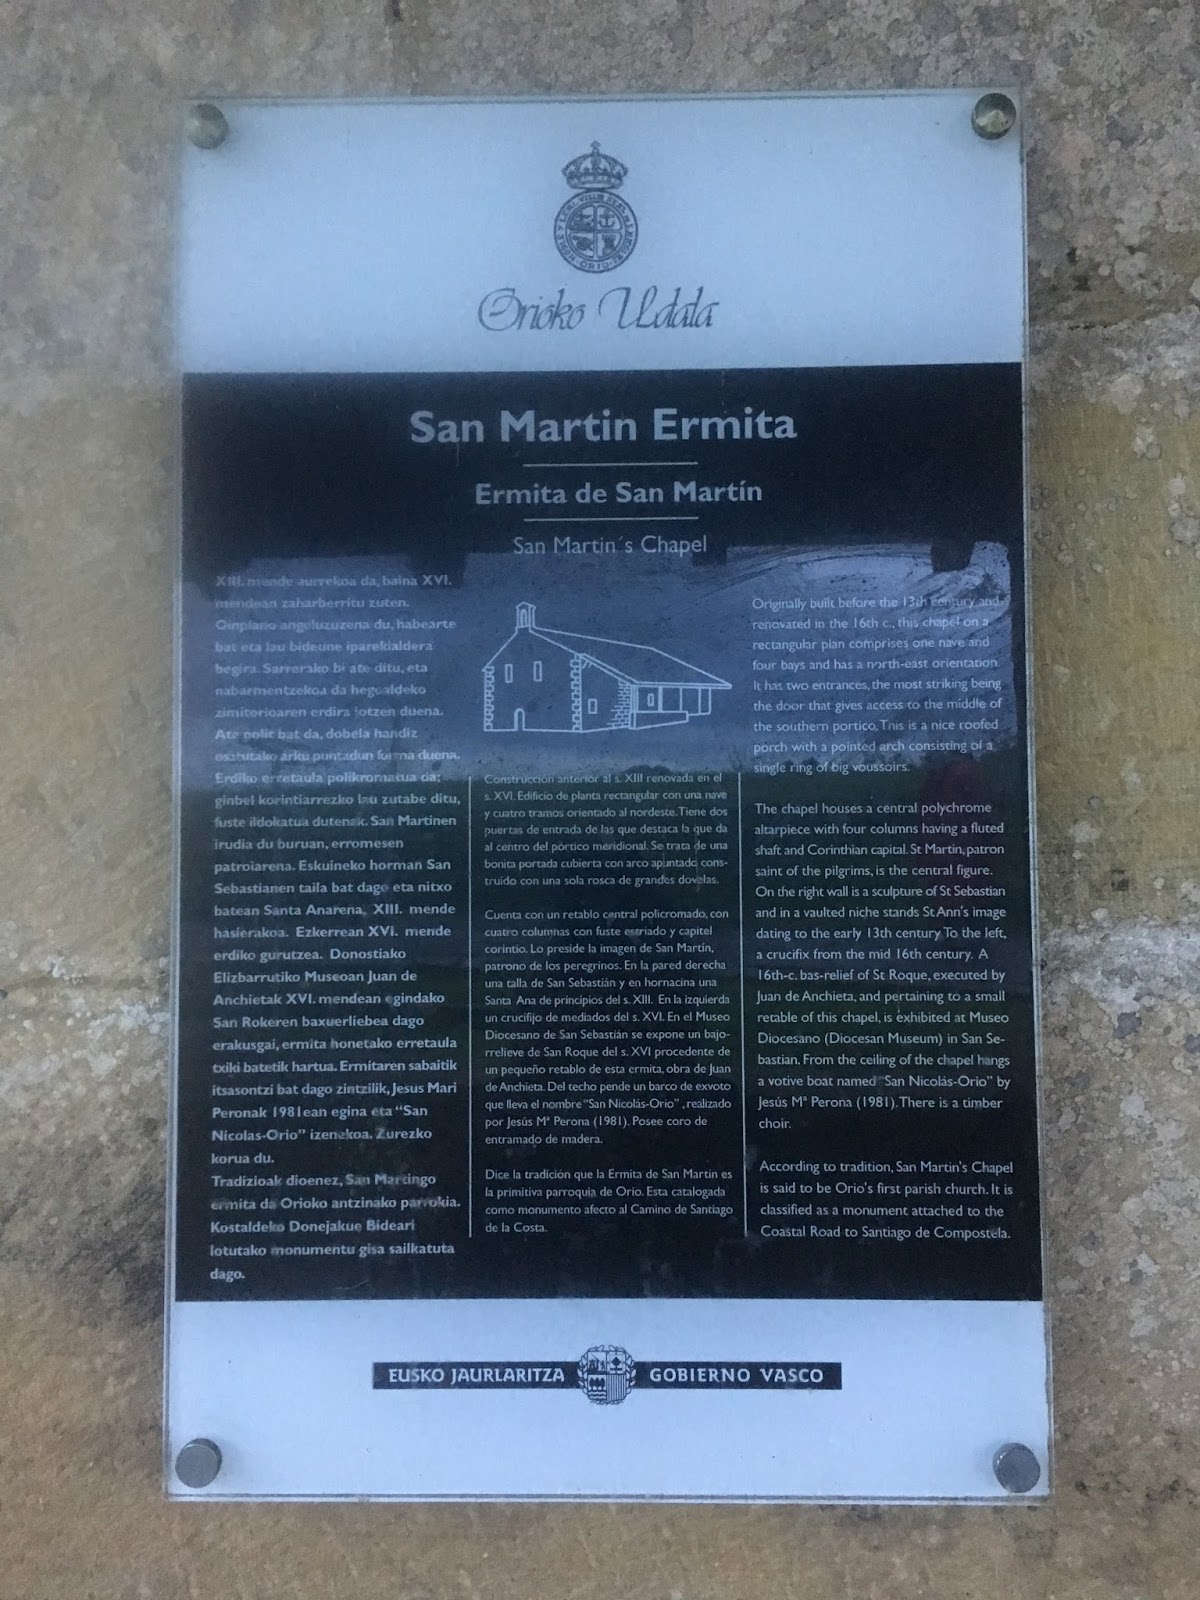 Orioko Udala
San Martin Ermita
Ermita de San Martín
San Martin´s Chapel
XIII. mende aurrekoa da, baina XVI.
mendean zaharberritu zuten.
Oinplano angeluzuzena du, habearte
bat eta lau bideune iparekialdera
begira. Sarrerako bi ate ditu, eta
nabarmentzekoa da hegoaldeko
zimitorioaren erdira jotzen duena.
Ate polit bat da, dobela handiz
osatutako arku puntadun forma duena.
Erdiko erretaula polikromatua da;
ginbel korintiarrezko lau zutabe ditu,
fuste ildokatua dutenak. San Martinen
irudia du buruan, erromesen
patroiarena. Eskuineko horman San
Sebastianen taila bat dago eta nitxo
batean Santa Anarena, XIII. mende
hasierakoa. Ezkerrean XVI. mende
erdiko gurutzea. Donostiako
Elizbarrutiko Museoan Juan de
Anchietak XVI. mendean egindako
San Rokeren baxuerliebea dago
erakusgai, ermita honetako erretaula
txiki batetik hartua. Ermitaren sabaitik
itsasontzi bat dago zintzilik, Jesus Mari
Peronak 1981ean egina eta “San
Nicolas-Orio” izenekoa. Zurezko
korua du.
Tradizioak dioenez, San Martingo
ermita da Orioko antzinako parrokia.
Kostaldeko Donejakue Bideari
lotutako monumentu gisa sailkatuta
dago.
Construcción anterior al s. XIII renovada en el
s. XVI. Edificio de planta rectangular con una nave
y cuatro tramos orientado al nordeste. Tiene dos
puertas de entrada de las que destaca la que da
al centro del pórtico meridional. Se trata de una
bonita portada cubierta con arco apuntado cons-
truido con una sola rosca de grandes dovelas.
Cuenta con un retablo central policromado, con
cuatro columnas con fuste estriado y capitel
corintio. Lo preside la imagen de San Martín,
patrono de los peregrinos. En la pared derecha
una talla de San Sebastián y en hornacina una
Santa Ana de principios del s. XIII. En la izquierda
un crucifijo de mediados del s. XVI. En el Museo
Diocesano de San Sebastián se expone un bajo-
rrelieve de San Roque del s. XVI procedente de
un pequeño retablo de esta ermita, obra de Juan
de Anchieta. Del techo pende un barco de exvoto
que lleva el nombre “San Nicolás-Orio” , realizado
por Jesús Mª Perona (1981). Posee coro de
entramado de madera.
Dice la tradición que la Ermita de San Martin es
la primitiva parroquia de Orio. Esta catalogada
como monumento afecto al Camino de Santiago
de la Costa.
Originally built before the 13th century and
renovated in the 16th c., this chapel on a
rectangular plan comprises one nave and
four bays and has a north-east orientation.
It has two entrances, the most striking being
the door that gives access to the middle of
the southern portico. This is a nice roofed
porch with a pointed arch consisting of a
single ring of big voussoirs.
The chapel houses a central polychrome
altarpiece with four columns having a fluted
shaft and Corinthian capital. St Martin, patron
saint of the pilgrims, is the central figure.
On the right wall is a sculpture of St Sebastian
and in a vaulted niche stands St Ann's image
dating to the early 13th century. To the left,
a crucifix from the mid 16th century. A
16th-c. bas-relief of St Roque, executed by
Juan de Anchieta, and pertaining to a small
retable of this chapel, is exhibited at Museo
Diocesano (Diocesan Museum) in San Se-
bastian. From the ceiling of the chapel hangs
a votive boat named “San Nicolás-Orio” by
Jesús Mª Perona (1981). There is a timber
choir.
According to tradition, San Martin's Chapel
is said to be Orio's first parish church. It is
classified as a monument attached to the
Coastal Road to Santiago de Compostela.
EUSKO JAURLARITZA GOBIERNO VASCO